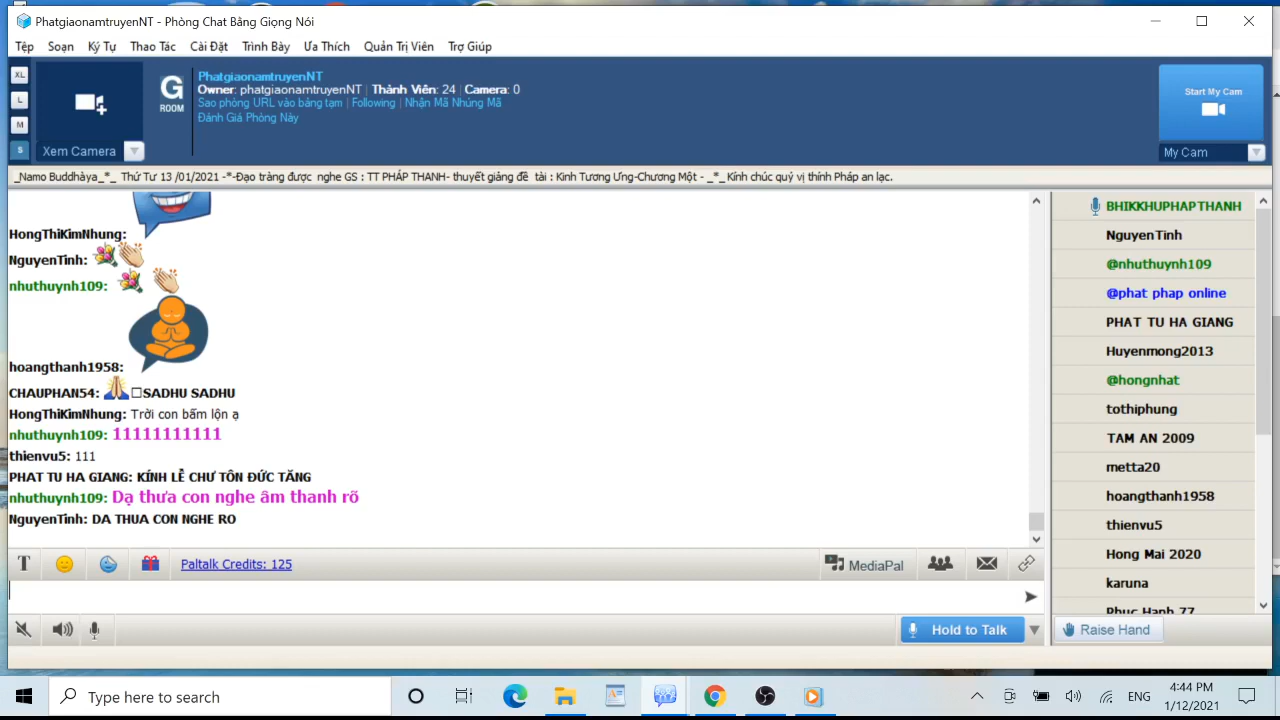 PhatgiaonamtruyenNT - Phòng Chat Bằng Giọng Nói
Tệp Soạn Ký Tự Thao Tác Cài Đặt Trình Bày Ưa Thích Quản Trị Viên Trợ Giúp
XL
L
M
S
Xem Camera
G
ROOM
PhatgiaonamtruyenNT
Owner: phatgiaonamtruyenNT | Thành Viên: 24 | Camera: 0
Sao phỏng URL vào bảng tạm | Following | Nhận Mã Nhúng Mã
Đánh Giá Phòng Này
Start My Cam
My Cam
_Namo Buddhàya_*_ Thứ Tư 13 /01/2021 -*-Đạo tràng được nghe GS : TT PHÁP THANH- thuyết giảng đề tài : Kinh Tương Ưng-Chương Một - _*_ Kính chúc quý vị thính Pháp an lạc.
HongThiKimNhung:
NguyenTinh:
nhuthuynh109:
hoangthanh1958:
CHAUPHAN54: SADHU SADHU
HongThiKimNhung: Trời con bấm lộn ạ
nhuthuynh109: 11111111111
thienvu5: 111
PHAT TU HA GIANG: KÍNH LỄ CHƯ TÔN ĐỨC TĂNG
nhuthuynh109: Dạ thưa con nghe âm thanh rõ
NguyenTinh: DA THUA CON NGHE RO
BHIKKHUPHAPTHANH
NguyenTinh
@nhuthuynh109
@phat phap online
PHAT TU HA GIANG
Huyenmong2013
@hongnhat
tothiphung
TAM AN 2009
metta20
hoangthanh1958
thienvu5
Hong Mai 2020
karuna
Phuc Hanh 77
T Paltalk Credits: 125 MediaPal
Hold to Talk
Raise Hand
Type here to search
ENG
4:44 PM
1/12/2021